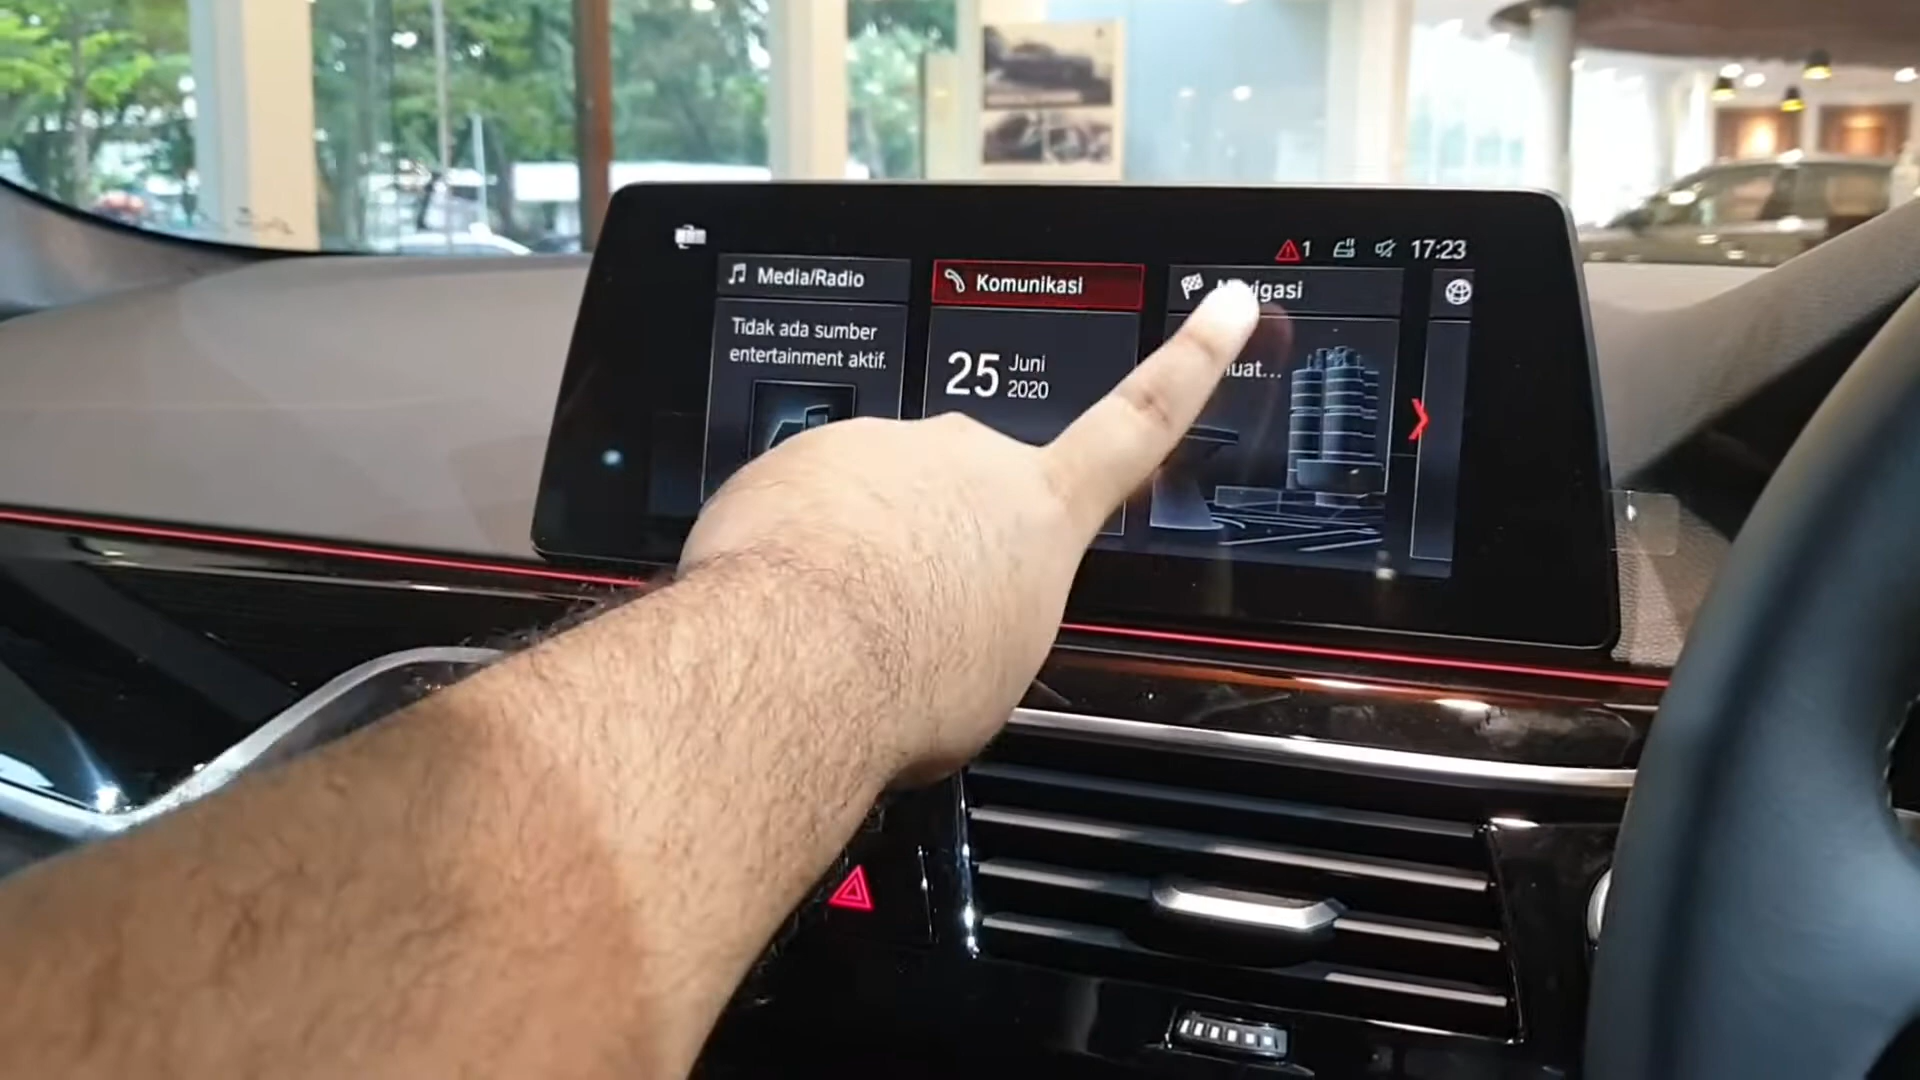 1
17:23
Media/Radio
Komunikasi
Tidak ada sumber
entertainment aktif.
25
Juni
2020